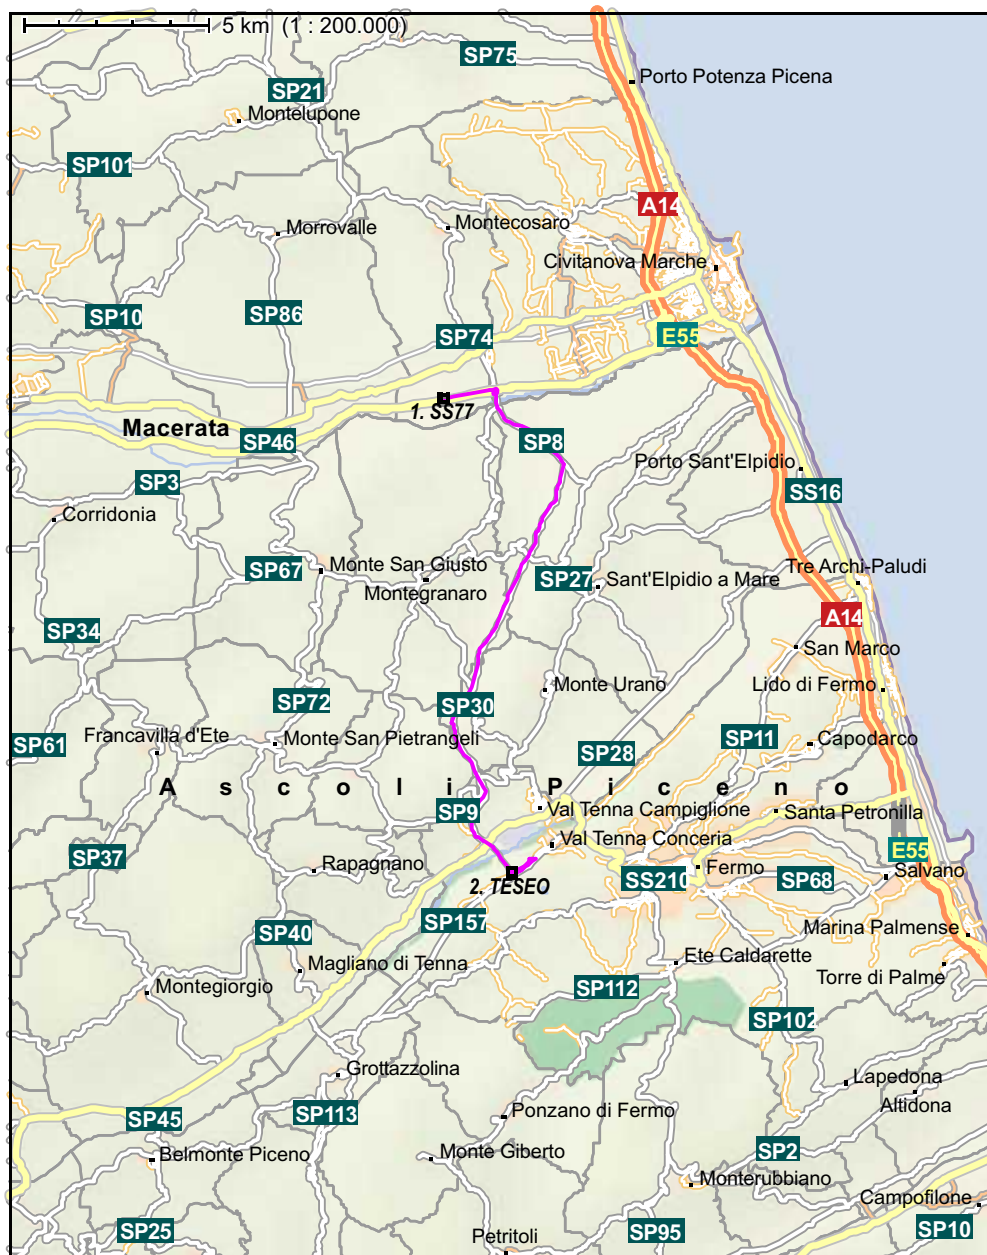 5 km (1 : 200.000)
SP75
Porto Potenza Picena
SP21
Montelupone
SP101
A14
Morrovalle
Montecosaro
Civitanova Marche
SP10
SP86
SP74
E55
1. SS77
Macerata
SP46
SP8
Porto Sant'Elpidio
SP3
SS16
Corridonia
Monte San Giusto
SP67
SP27
Sant'Elpidio a Mare
Tre Archi-Paludi
Montegranaro
A14
SP34
San Marco
Monte Urano
Lido di Fermo
SP72
SP30
Francavilla d'Ete
Monte San Pietrangeli
SP61
SP28
SP11
Capodarco
A s c o l i P i c e n o
SP9
Val Tenna Campiglione
Santa Petronilla
Val Tenna Conceria
E55
SP37
Rapagnano
Fermo
2. TESEO
SS210
SP68
Salvano
SP157
Marina Palmense
SP40
Magliano di Tenna
Ete Caldarette
Torre di Palme
Montegiorgio
SP112
SP102
Grottazzolina
Lapedona
Altidona
SP45
SP113
Ponzano di Fermo
Belmonte Piceno
Monte Giberto
SP2
Monterubbiano
Campofilone
SP25
Petritoli
SP95
SP10